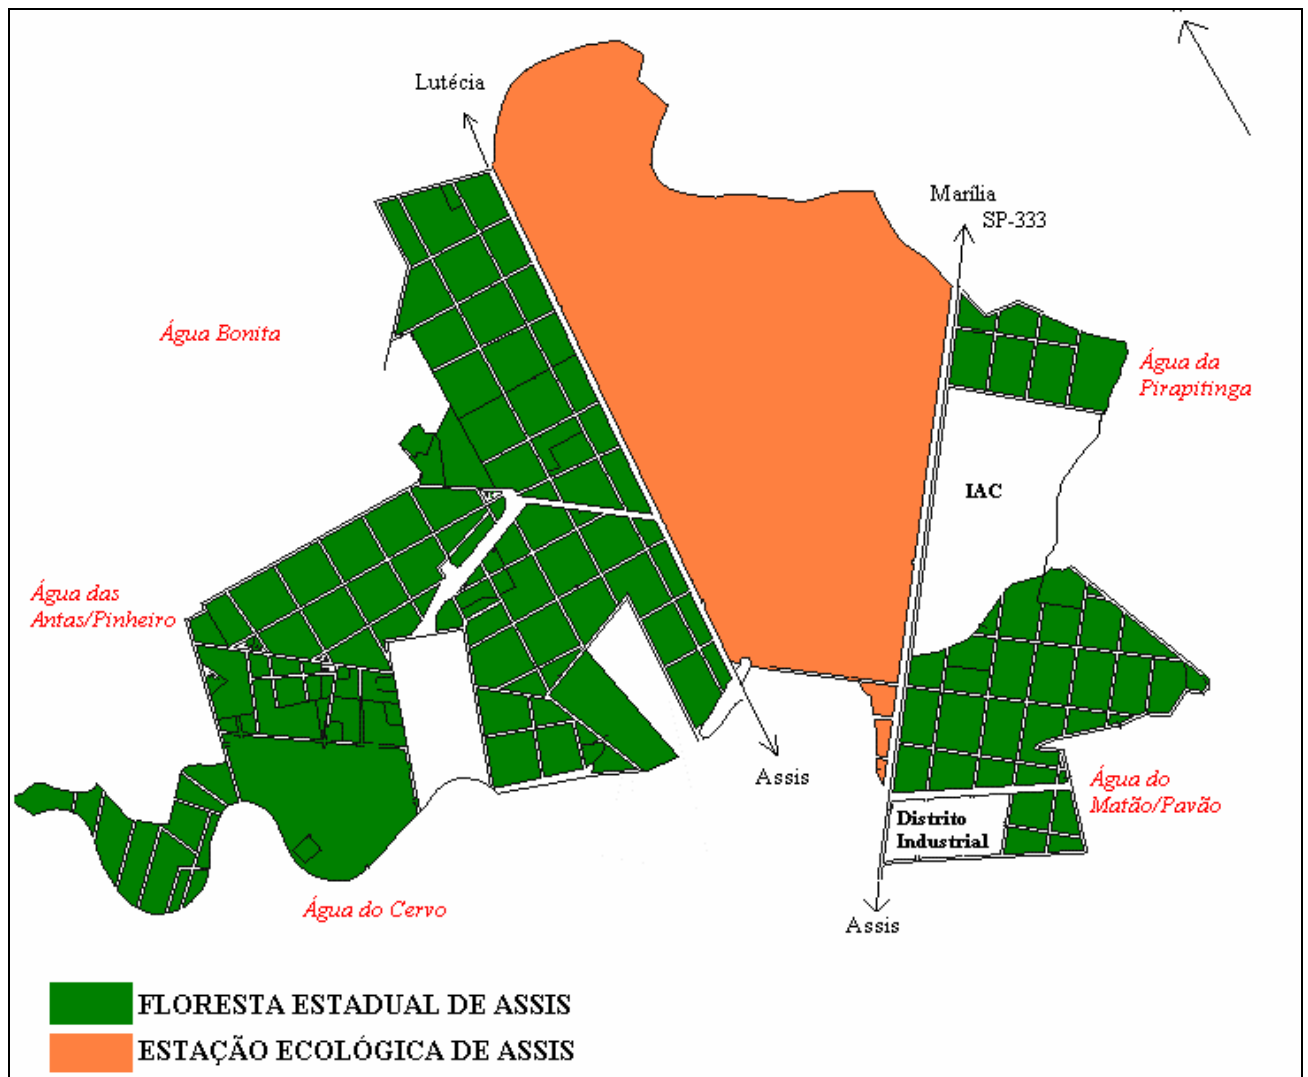 Lutécia
Marília
SP-333
Água Bonita
Água da
Pirapitinga
IAC
Água das
Antas/Pinheiro
Assis
Água do
Matão/Pavão
Distrito
Industrial
Água do Cervo
Assis
FLORESTA ESTADUAL DE ASSIS
ESTAÇÃO ECOLÓGICA DE ASSIS